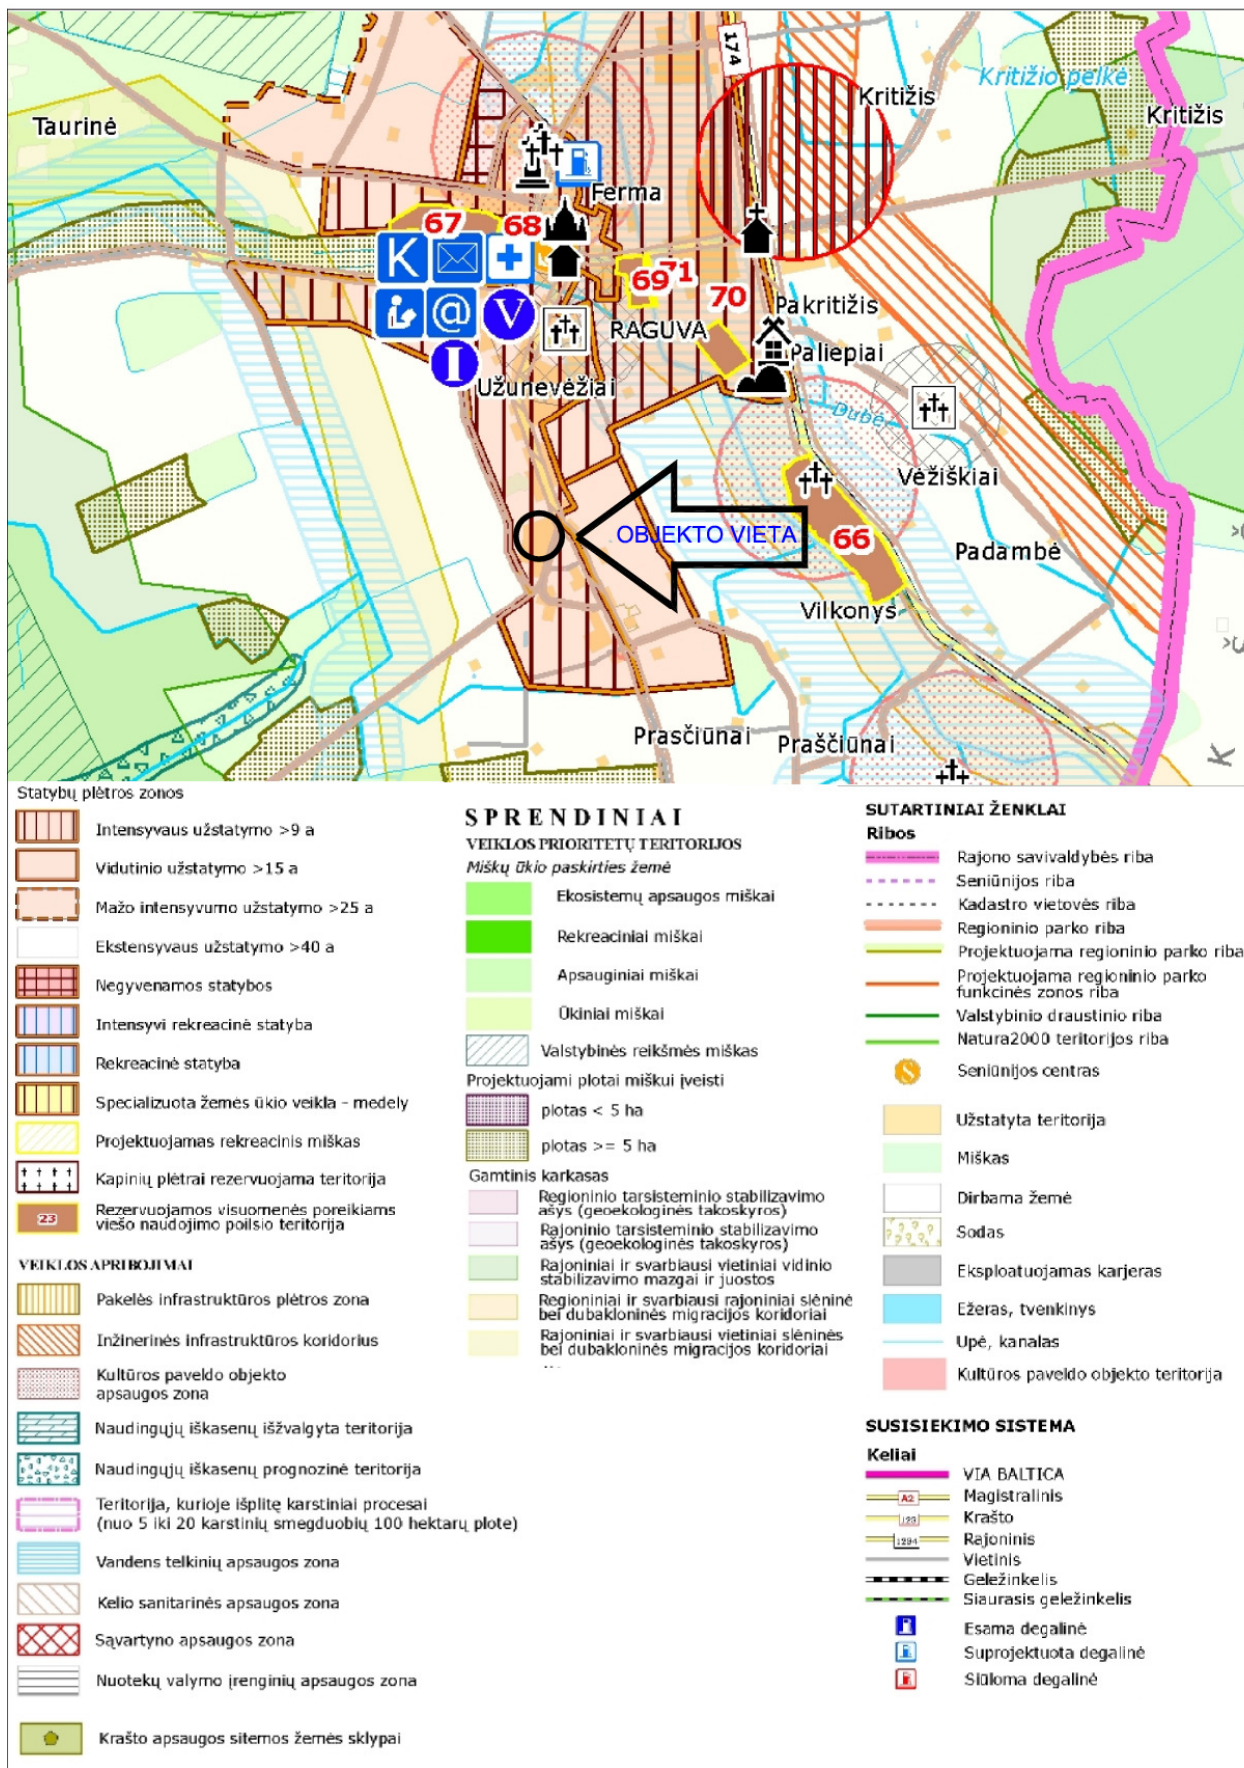 174
Kritižio pelkė
Kritižis
Kritižis
Taurinė
Ferma
67
68
K
71
69
70
@
V
I
RAGUVA
Pakritižis
Paliepiai
Užunevėžiai
Dubė
Vėžiškiai
OBJEKTO VIETA
66
Padambė
Vilkonys
Prasčiūnai
Praščiūnai
K
Statybų plėtros zonos
Intensyvaus užstatymo >9 a
Vidutinio užstatymo >15 a
Mažo intensyvumo užstatymo >25 a
Ekstensyvaus užstatymo >40 a
Negyvenamos statybos
Intensyvi rekreacinė statyba
Rekreacinė statyba
Specializuota žemės ūkio veikla - medely
Projektuojamas rekreacinis miškas
Kapinių plėtrai rezervuojama teritorija
23
Rezervuojamos visuomenės poreikiams
viešo naudojimo poilsio teritorija
VEIKLOS APRIBOJIMAI
Pakelės infrastruktūros plėtros zona
Inžinerinės infrastruktūros koridorius
Kultūros paveldo objekto
apsaugos zona
Naudingųjų iškasenų išžvalgyta teritorija
Naudingųjų iškasenų prognozinė teritorija
Teritorija, kurioje išplitę karstiniai procesai
(nuo 5 iki 20 karstinių smegduobių 100 hektarų plote)
Vandens telkinių apsaugos zona
Kelio sanitarinės apsaugos zona
Sąvartyno apsaugos zona
Nuotekų valymo įrenginių apsaugos zona
Krašto apsaugos sitemos žemės sklypai
SPRENDINIAI
VEIKLOS PRIORITETŲ TERITORIJOS
Miškų ūkio paskirties žemė
Ekosistemų apsaugos miškai
Rekreaciniai miškai
Apsauginiai miškai
Ūkiniai miškai
Valstybinės reikšmės miškas
Projektuojami plotai miškui įveisti
plotas < 5 ha
plotas >= 5 ha
Gamtinis karkasas
Regioninio tarsisteminio stabilizavimo
ašys (geoekologinės takoskyros)
Rajoninio tarsisteminio stabilizavimo
ašys (geoekologinės takoskyros)
Rajoniniai ir svarbiausi vietiniai vidinio
stabilizavimo mazgai ir juostos
Regioniniai ir svarbiausi rajoniniai slėninė
bei dubakloninės migracijos koridoriai
Rajoniniai ir svarbiausi vietiniai slėninės
bei dubakloninės migracijos koridoriai
SUTARTINIAI ŽENKLAI
Ribos
Rajono savivaldybės riba
Seniūnijos riba
Kadastro vietovės riba
Regioninio parko riba
Projektuojama regioninio parko riba
Projektuojama regioninio parko
funkcinės zonos riba
Valstybinio draustinio riba
Natura2000 teritorijos riba
S
Seniūnijos centras
Užstatyta teritorija
Miškas
Dirbama žemė
Sodas
Eksploatuojamas karjeras
Ežeras, tvenkinys
Upė, kanalas
Kultūros paveldo objekto teritorija
SUSISIEKIMO SISTEMA
Keliai
VIA BALTICA
A2
Magistralinis
123
Krašto
1294
Rajoninis
Vietinis
Geležinkelis
Siaurasis geležinkelis
Esama degalinė
Suprojektuota degalinė
Siūloma degalinė